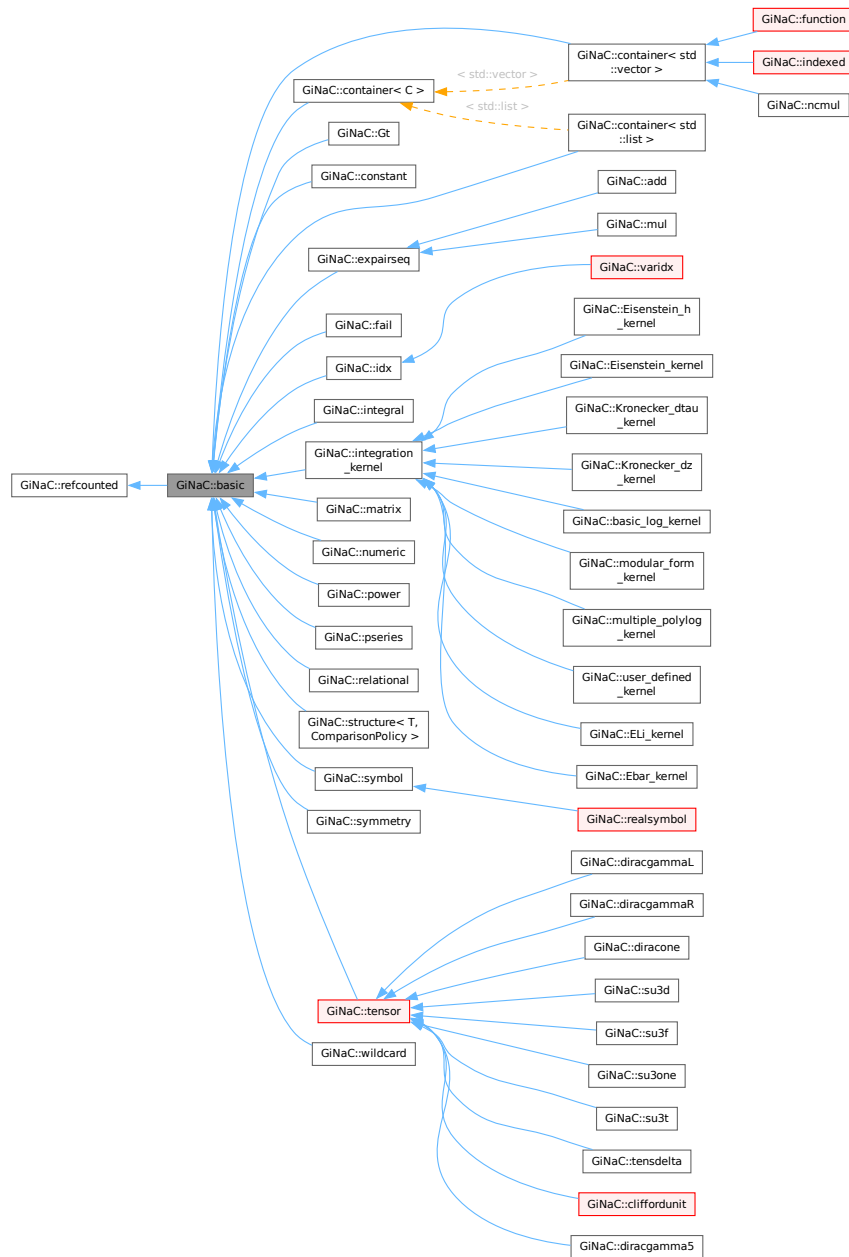 GiNaC::function
GiNaC::container< std
::vector >
GiNaC::indexed
< std::vector >
GiNaC::container< C >
GiNaC::ncmul
< std::list >
GiNaC::container< std
::list >
GiNaC::Gt
GiNaC::constant
GiNaC::add
GiNaC::mul
GiNaC::expairseq
GiNaC::varidx
GiNaC::Eisenstein_h
_kernel
GiNaC::fail
GiNaC::idx
GiNaC::Eisenstein_kernel
GiNaC::integral
GiNaC::Kronecker_dtau
_kernel
GiNaC::integration
_kernel
GiNaC::Kronecker_dz
_kernel
GiNaC::refcounted
GiNaC::basic
GiNaC::matrix
GiNaC::basic_log_kernel
GiNaC::numeric
GiNaC::modular_form
_kernel
GiNaC::power
GiNaC::multiple_polylog
_kernel
GiNaC::pseries
GiNaC::relational
GiNaC::user_defined
_kernel
GiNaC::structure< T,
ComparisonPolicy >
GiNaC::ELi_kernel
GiNaC::symbol
GiNaC::Ebar_kernel
GiNaC::symmetry
GiNaC::realsymbol
GiNaC::diracgammaL
GiNaC::diracgammaR
GiNaC::diracone
GiNaC::su3d
GiNaC::tensor
GiNaC::su3f
GiNaC::wildcard
GiNaC::su3one
GiNaC::su3t
GiNaC::tensdelta
GiNaC::cliffordunit
GiNaC::diracgamma5